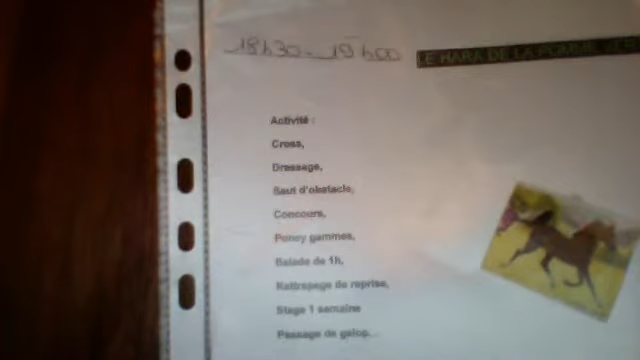 18h30 - 19h00
LE HARA DE LA POMME
Activité :
Cross,
Dressage,
Saut d'obstacle,
Concours,
Poney gammes,
Balade de 1h,
Rattrapage de reprise,
Stage 1 semaine
Passage de galop...